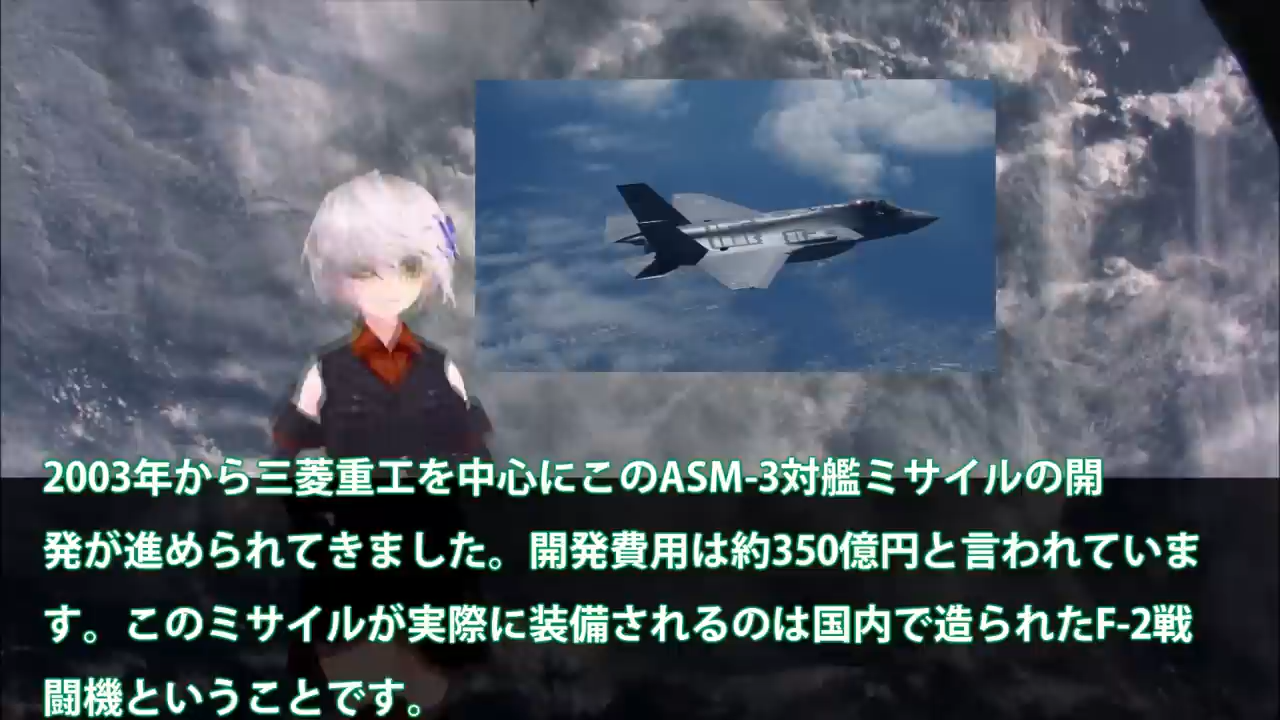 2003年から三菱重工を中心にこのASM-3対艦ミサイルの開
発が進められてきました。開発費用は約350億円と言われていま
す。このミサイルが実際に装備されるのは国内で造られたF-2戦
闘機ということです。